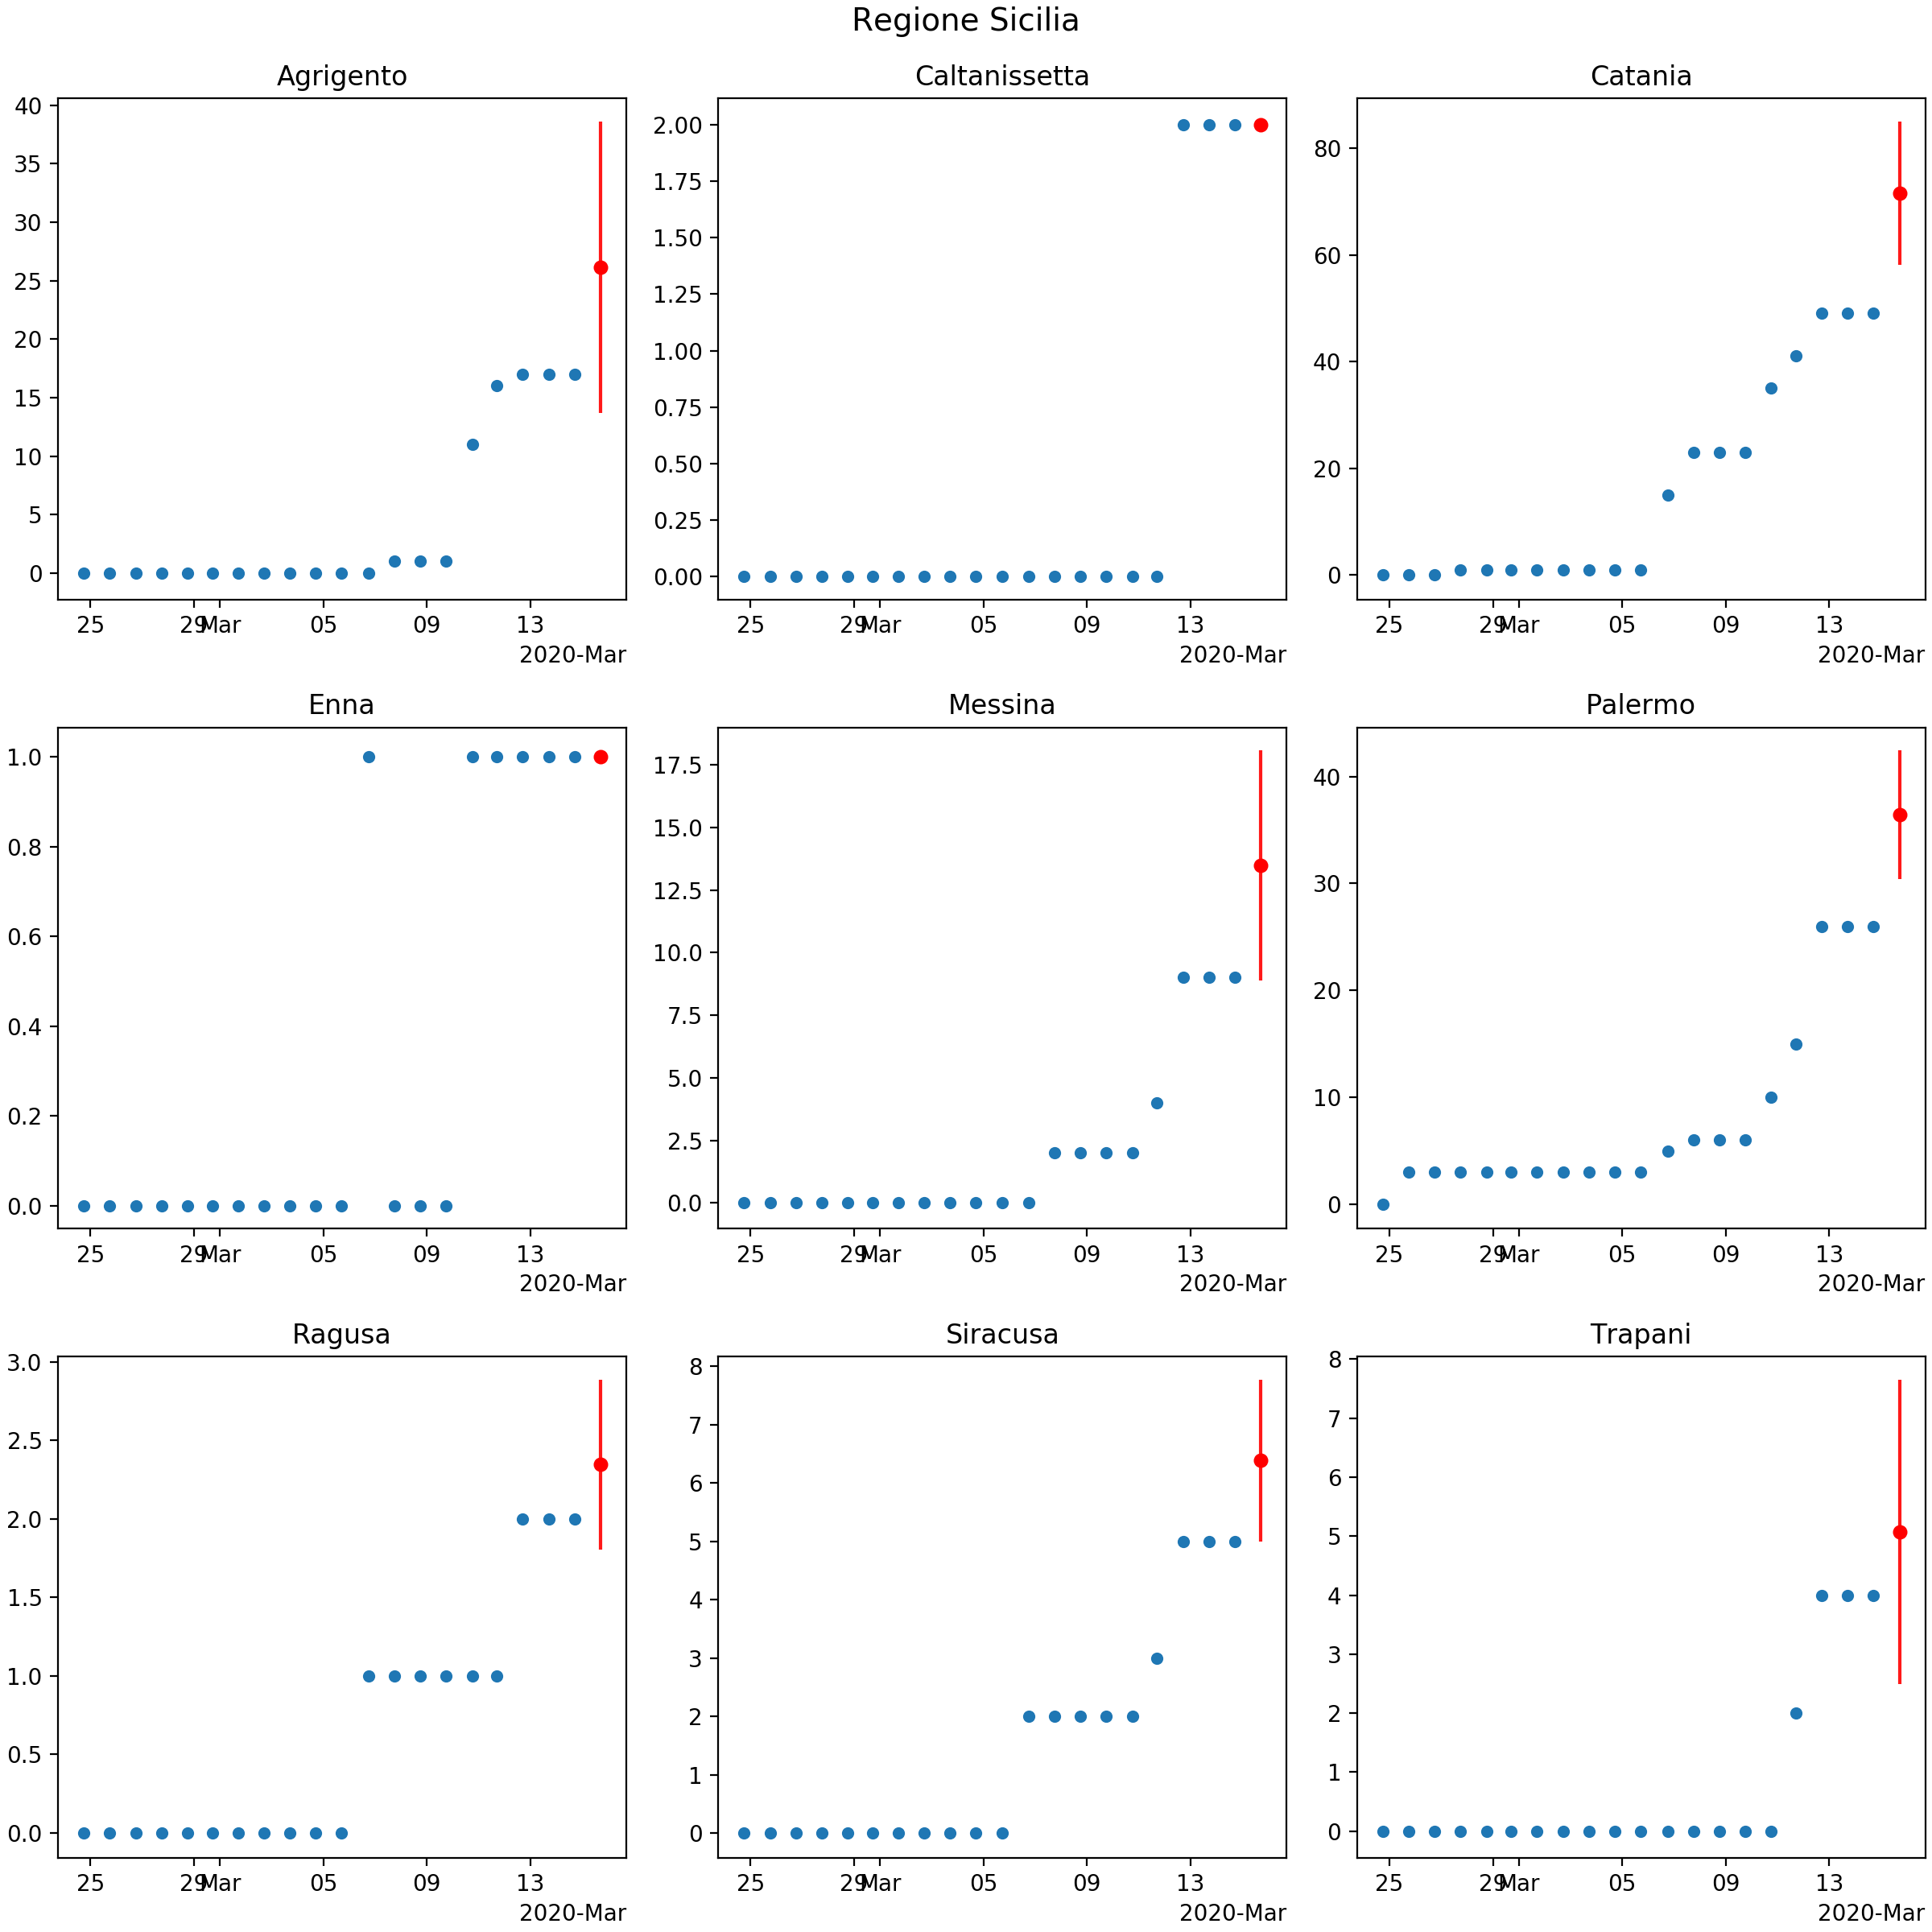 Regione Sicilia
Agrigento
Caltanissetta
Catania
40
35
30
25
20
15
10
5
0
2.00
1.75
1.50
1.25
1.00
0.75
0.50
0.25
0.00
80
60
40
20
0
25 29 Mar 05 09 13
2020-Mar
25 29 Mar 05 09 13
2020-Mar
25 29 Mar 05 09 13
2020-Mar
Enna
Messina
Palermo
1.0
0.8
0.6
0.4
0.2
0.0
17.5
15.0
12.5
10.0
7.5
5.0
2.5
0.0
40
30
20
10
0
25 29 Mar 05 09 13
2020-Mar
25 29 Mar 05 09 13
2020-Mar
25 29 Mar 05 09 13
2020-Mar
Ragusa
Siracusa
Trapani
3.0
2.5
2.0
1.5
1.0
0.5
0.0
8
7
6
5
4
3
2
1
0
8
7
6
5
4
3
2
1
0
25 29 Mar 05 09 13
2020-Mar
25 29 Mar 05 09 13
2020-Mar
25 29 Mar 05 09 13
2020-Mar